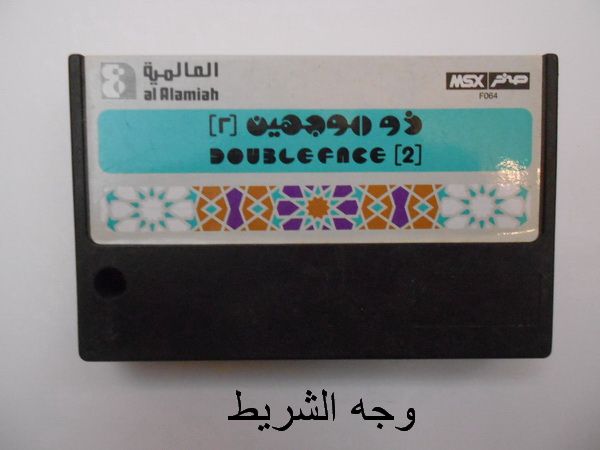 العالمية
al Alamiah
MSX صخر
F064
ذو الوجهين [٢]
DOUBLEFACE [2]
وجه الشريط